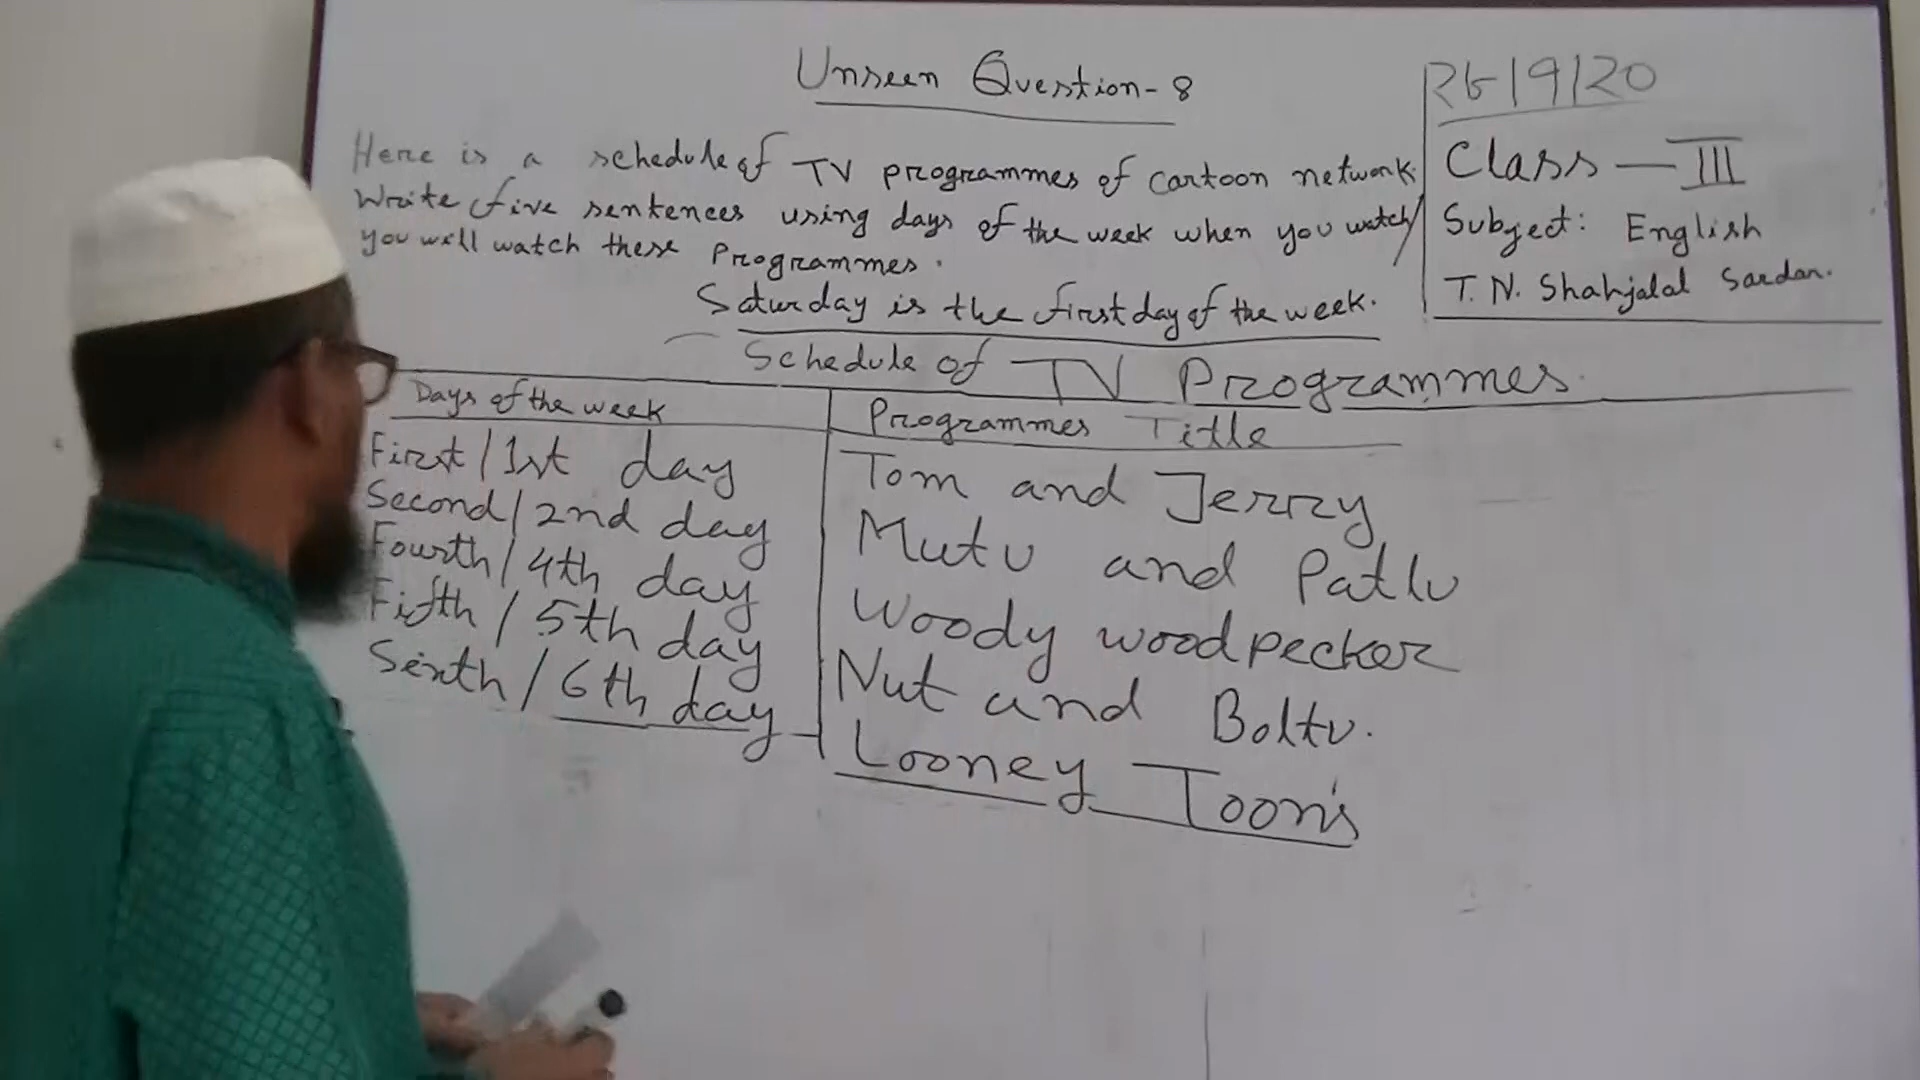 Unseen Question-8
Here is a schedule of TV programmes of cartoon network.
Write five sentences using days of the week when you watch/
you will watch these programmes.
Saturday is the first day of the week.
Class — III
Subject: English
T. N. Shahjalal Sardar.
Schedule of TV Programmes.
Days of the week
Programmes Title
First/1st day
Tom and Jerry
Second/2nd day
Mutu and Patlu
Fourth/4th day
Woody woodpecker
Fifth/5th day
Nut and Boltu.
Sixth/6th day
Looney Toon's